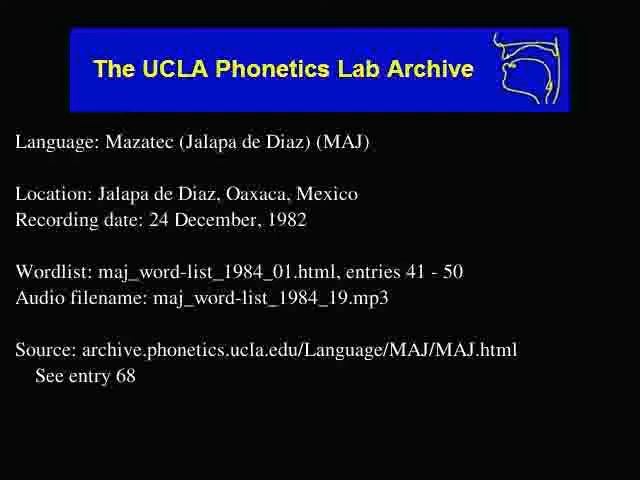 The UCLA Phonetics Lab Archive
Language: Mazatec (Jalapa de Diaz) (MAJ)
Location: Jalapa de Diaz, Oaxaca, Mexico
Recording date: 24 December, 1982
Wordlist: maj_word-list_1984_01.html, entries 41 - 50
Audio filename: maj_word-list_1984_19.mp3
Source: archive.phonetics.ucla.edu/Language/MAJ/MAJ.html
See entry 68